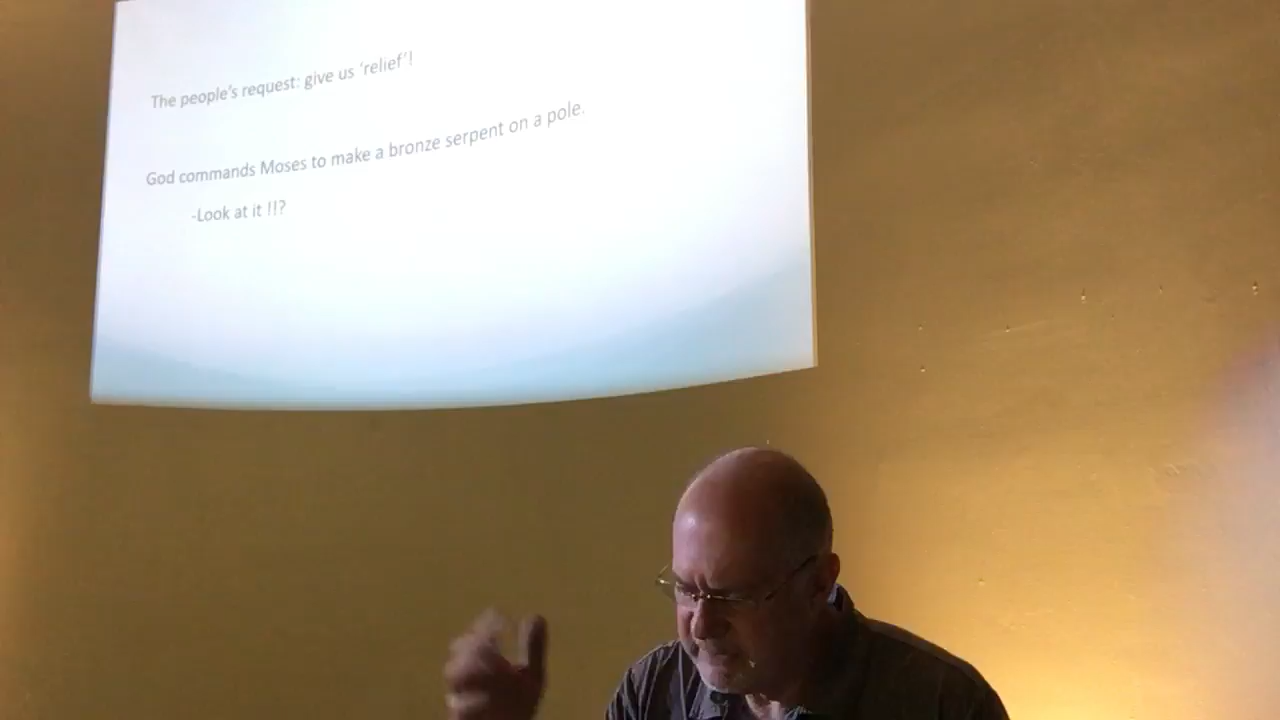 The people's request: give us 'relief'!
God commands Moses to make a bronze serpent on a pole.
-Look at it !!?